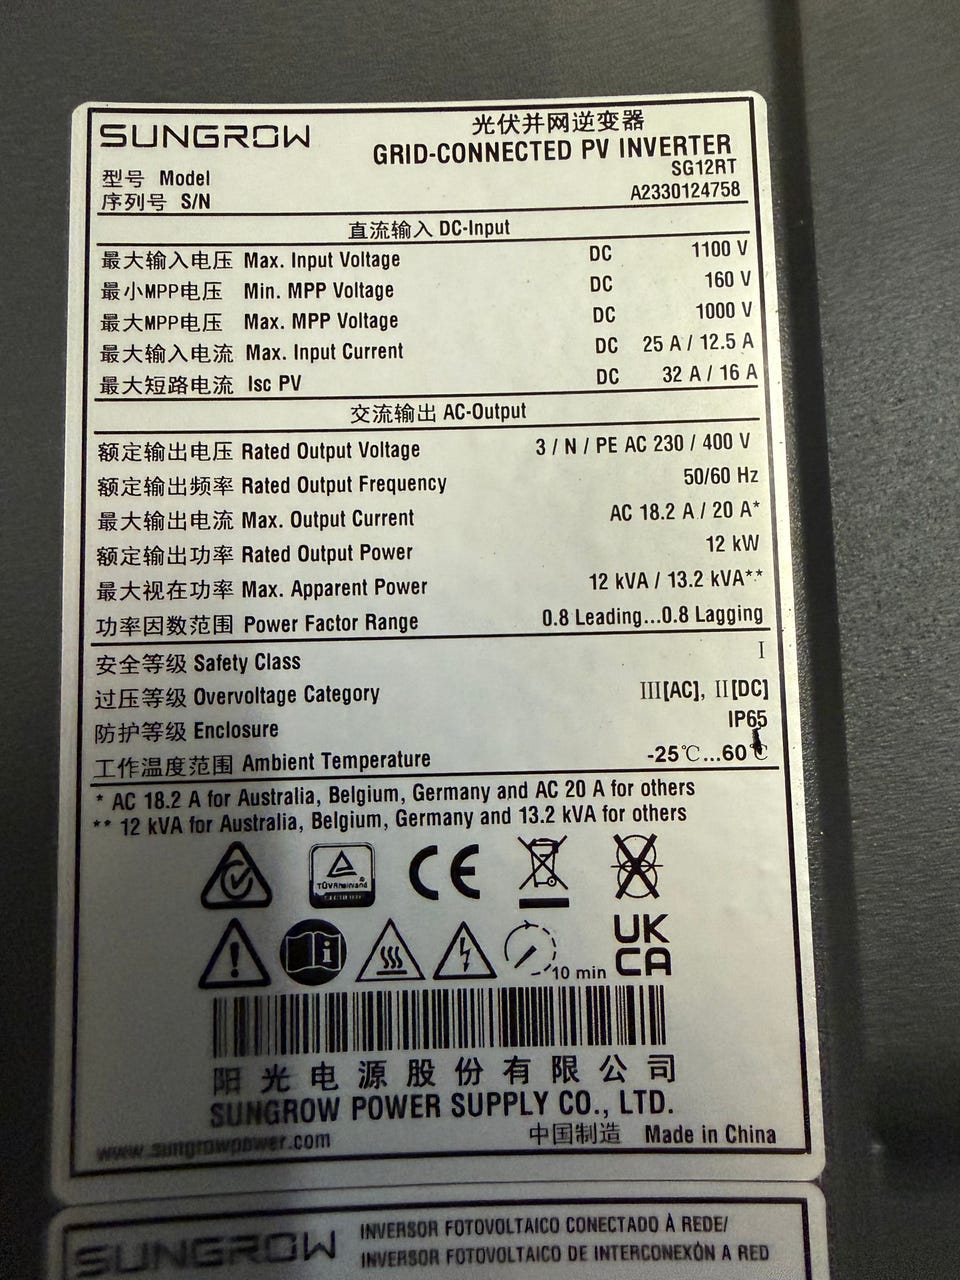 SUNGROW
光伏并网逆变器
GRID-CONNECTED PV INVERTER
型号 Model SG12RT
序列号 S/N A2330124758
直流输入 DC-Input
最大输入电压 Max. Input Voltage DC 1100 V
最小MPP电压 Min. MPP Voltage DC 160 V
最大MPP电压 Max. MPP Voltage DC 1000 V
最大输入电流 Max. Input Current DC 25 A / 12.5 A
最大短路电流 Isc PV DC 32 A / 16 A
交流输出 AC-Output
额定输出电压 Rated Output Voltage 3 / N / PE AC 230 / 400 V
额定输出频率 Rated Output Frequency 50/60 Hz
最大输出电流 Max. Output Current AC 18.2 A / 20 A*
额定输出功率 Rated Output Power 12 kW
最大视在功率 Max. Apparent Power 12 kVA / 13.2 kVA**
功率因数范围 Power Factor Range 0.8 Leading...0.8 Lagging
安全等级 Safety Class I
过压等级 Overvoltage Category III[AC], II[DC]
防护等级 Enclosure IP65
工作温度范围 Ambient Temperature -25℃...60℃
* AC 18.2 A for Australia, Belgium, Germany and AC 20 A for others
** 12 kVA for Australia, Belgium, Germany and 13.2 kVA for others
TÜVRheinland
CE
10 min
UK
CA
阳光电源股份有限公司
SUNGROW POWER SUPPLY CO., LTD.
www.sungrowpower.com
中国制造 Made in China
SUNGROW
INVERSOR FOTOVOLTAICO CONECTADO À REDE/
INVERSOR FOTOVOLTAICO DE INTERCONEXÓN A RED